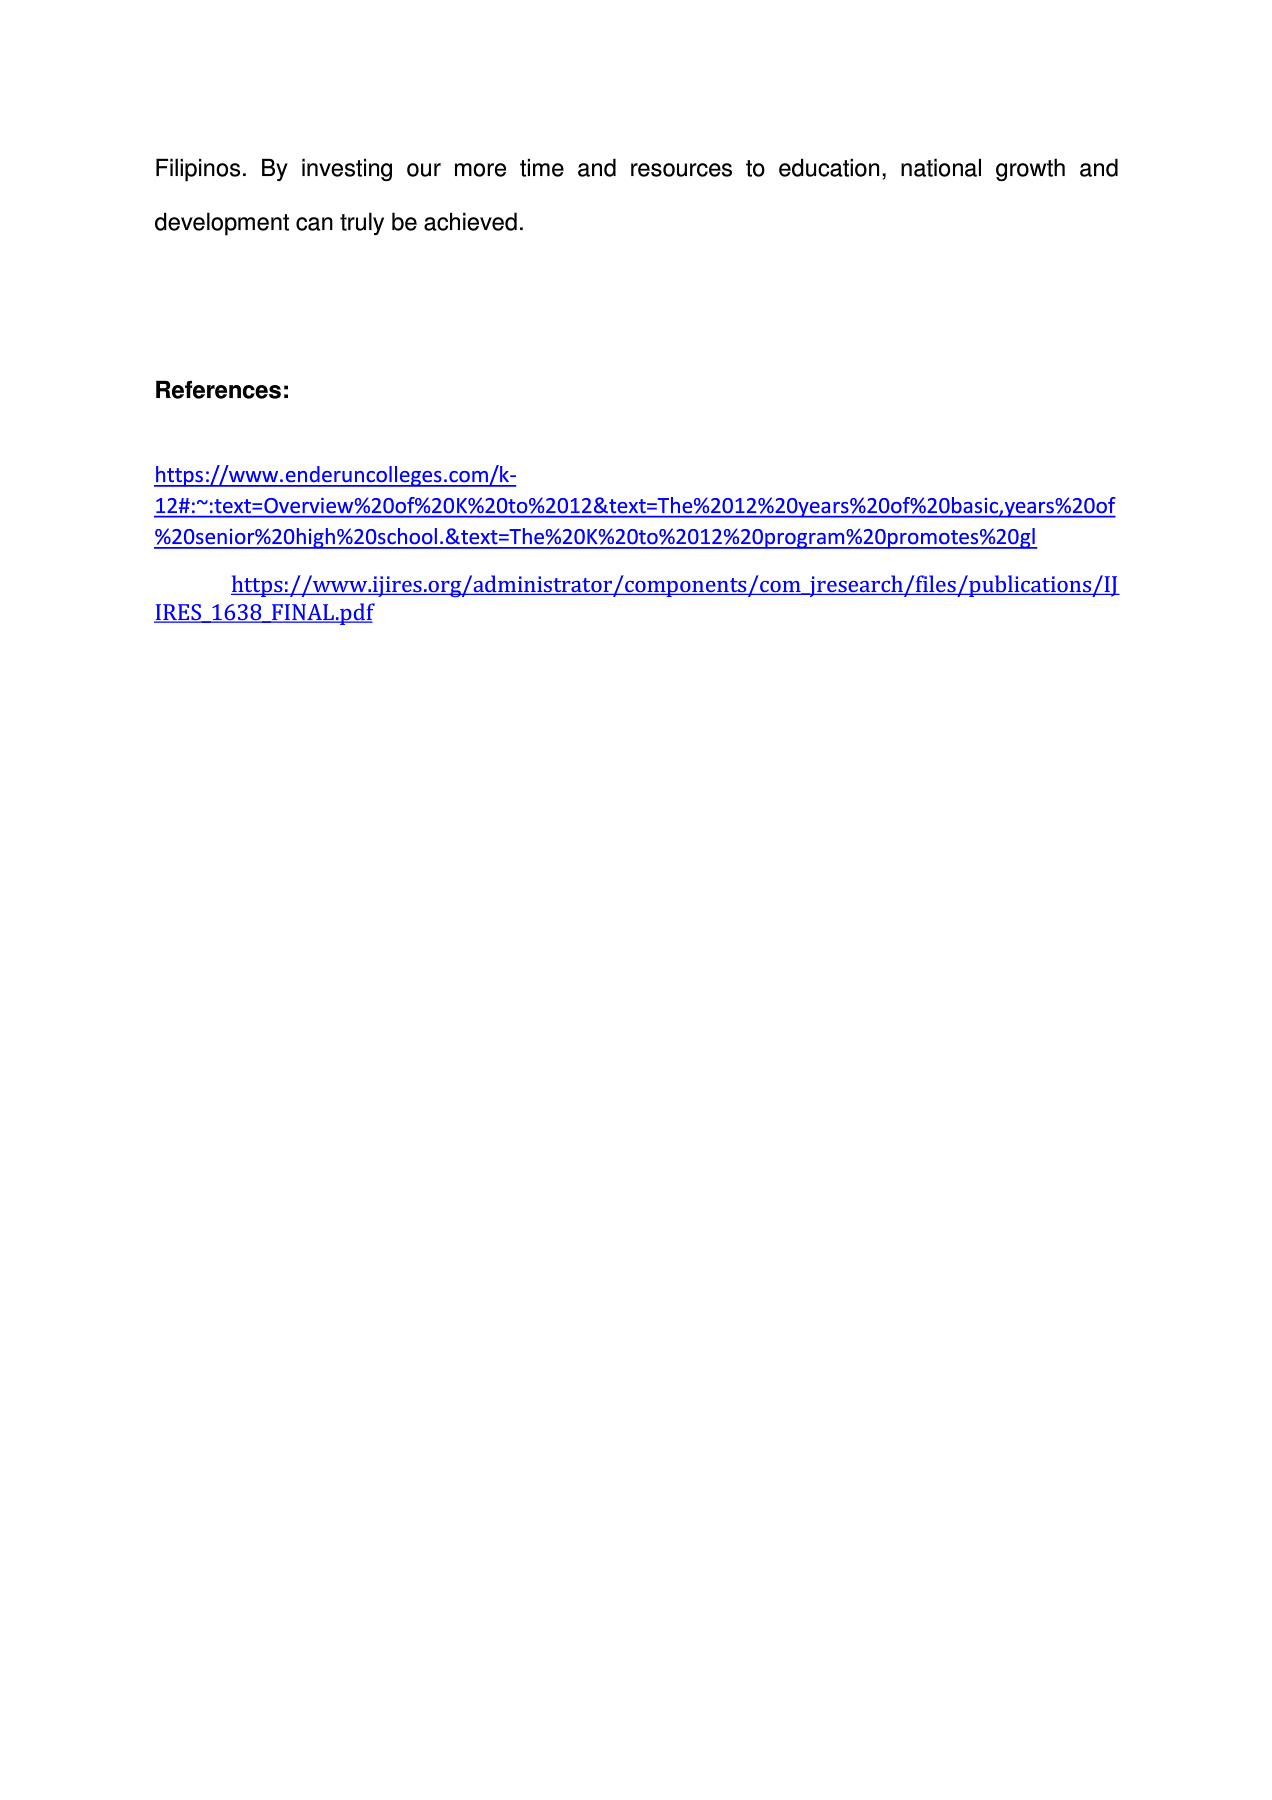 Filipinos. By investing our more time and resources to education, national growth and
development can truly be achieved.
References:
https://www.enderuncolleges.com/k-
12#:~:text=Overview%20of%20K%20to%2012&text=The%2012%20years%20of%20basic,years%20of
%20senior%20high%20school.&text=The%20K%20to%2012%20program%20promotes%20gl
https://www.ijires.org/administrator/components/com_jresearch/files/publications/IJ
IRES_1638_FINAL.pdf